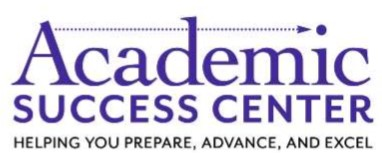 Academic
SUCCESS CENTER
HELPING YOU PREPARE, ADVANCE, AND EXCEL